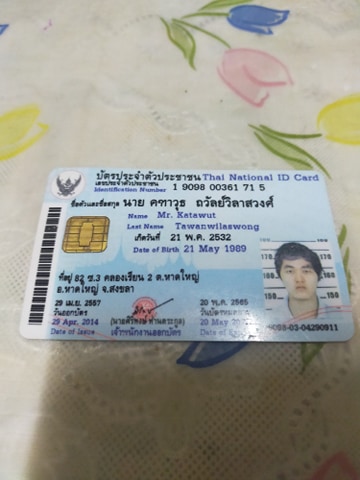 บัตรประจำตัวประชาชน Thai National ID Card
เลขประจำตัวประชาชน
Identification Number
1 9098 00361 71 5
ชื่อตัวและชื่อสกุล นาย คฑาวุธ ถวัลย์วิลาสวงศ์
Name Mr. Katawut
Last Name Tawanwilaswong
เกิดวันที่ 21 พ.ค. 2532
Date of Birth 21 May 1989
ที่อยู่ 82 ซ.3 คลองเรียน 2 ต.หาดใหญ่
อ.หาดใหญ่ จ.สงขลา
29 เม.ย. 2557
วันออกบัตร
29 Apr. 2014
Date of Issue
เจ้าพนักงานออกบัตร
20 พ.ค. 2565
วันบัตรหมดอายุ
20 May
Date of
160
150
9098-03-04290911